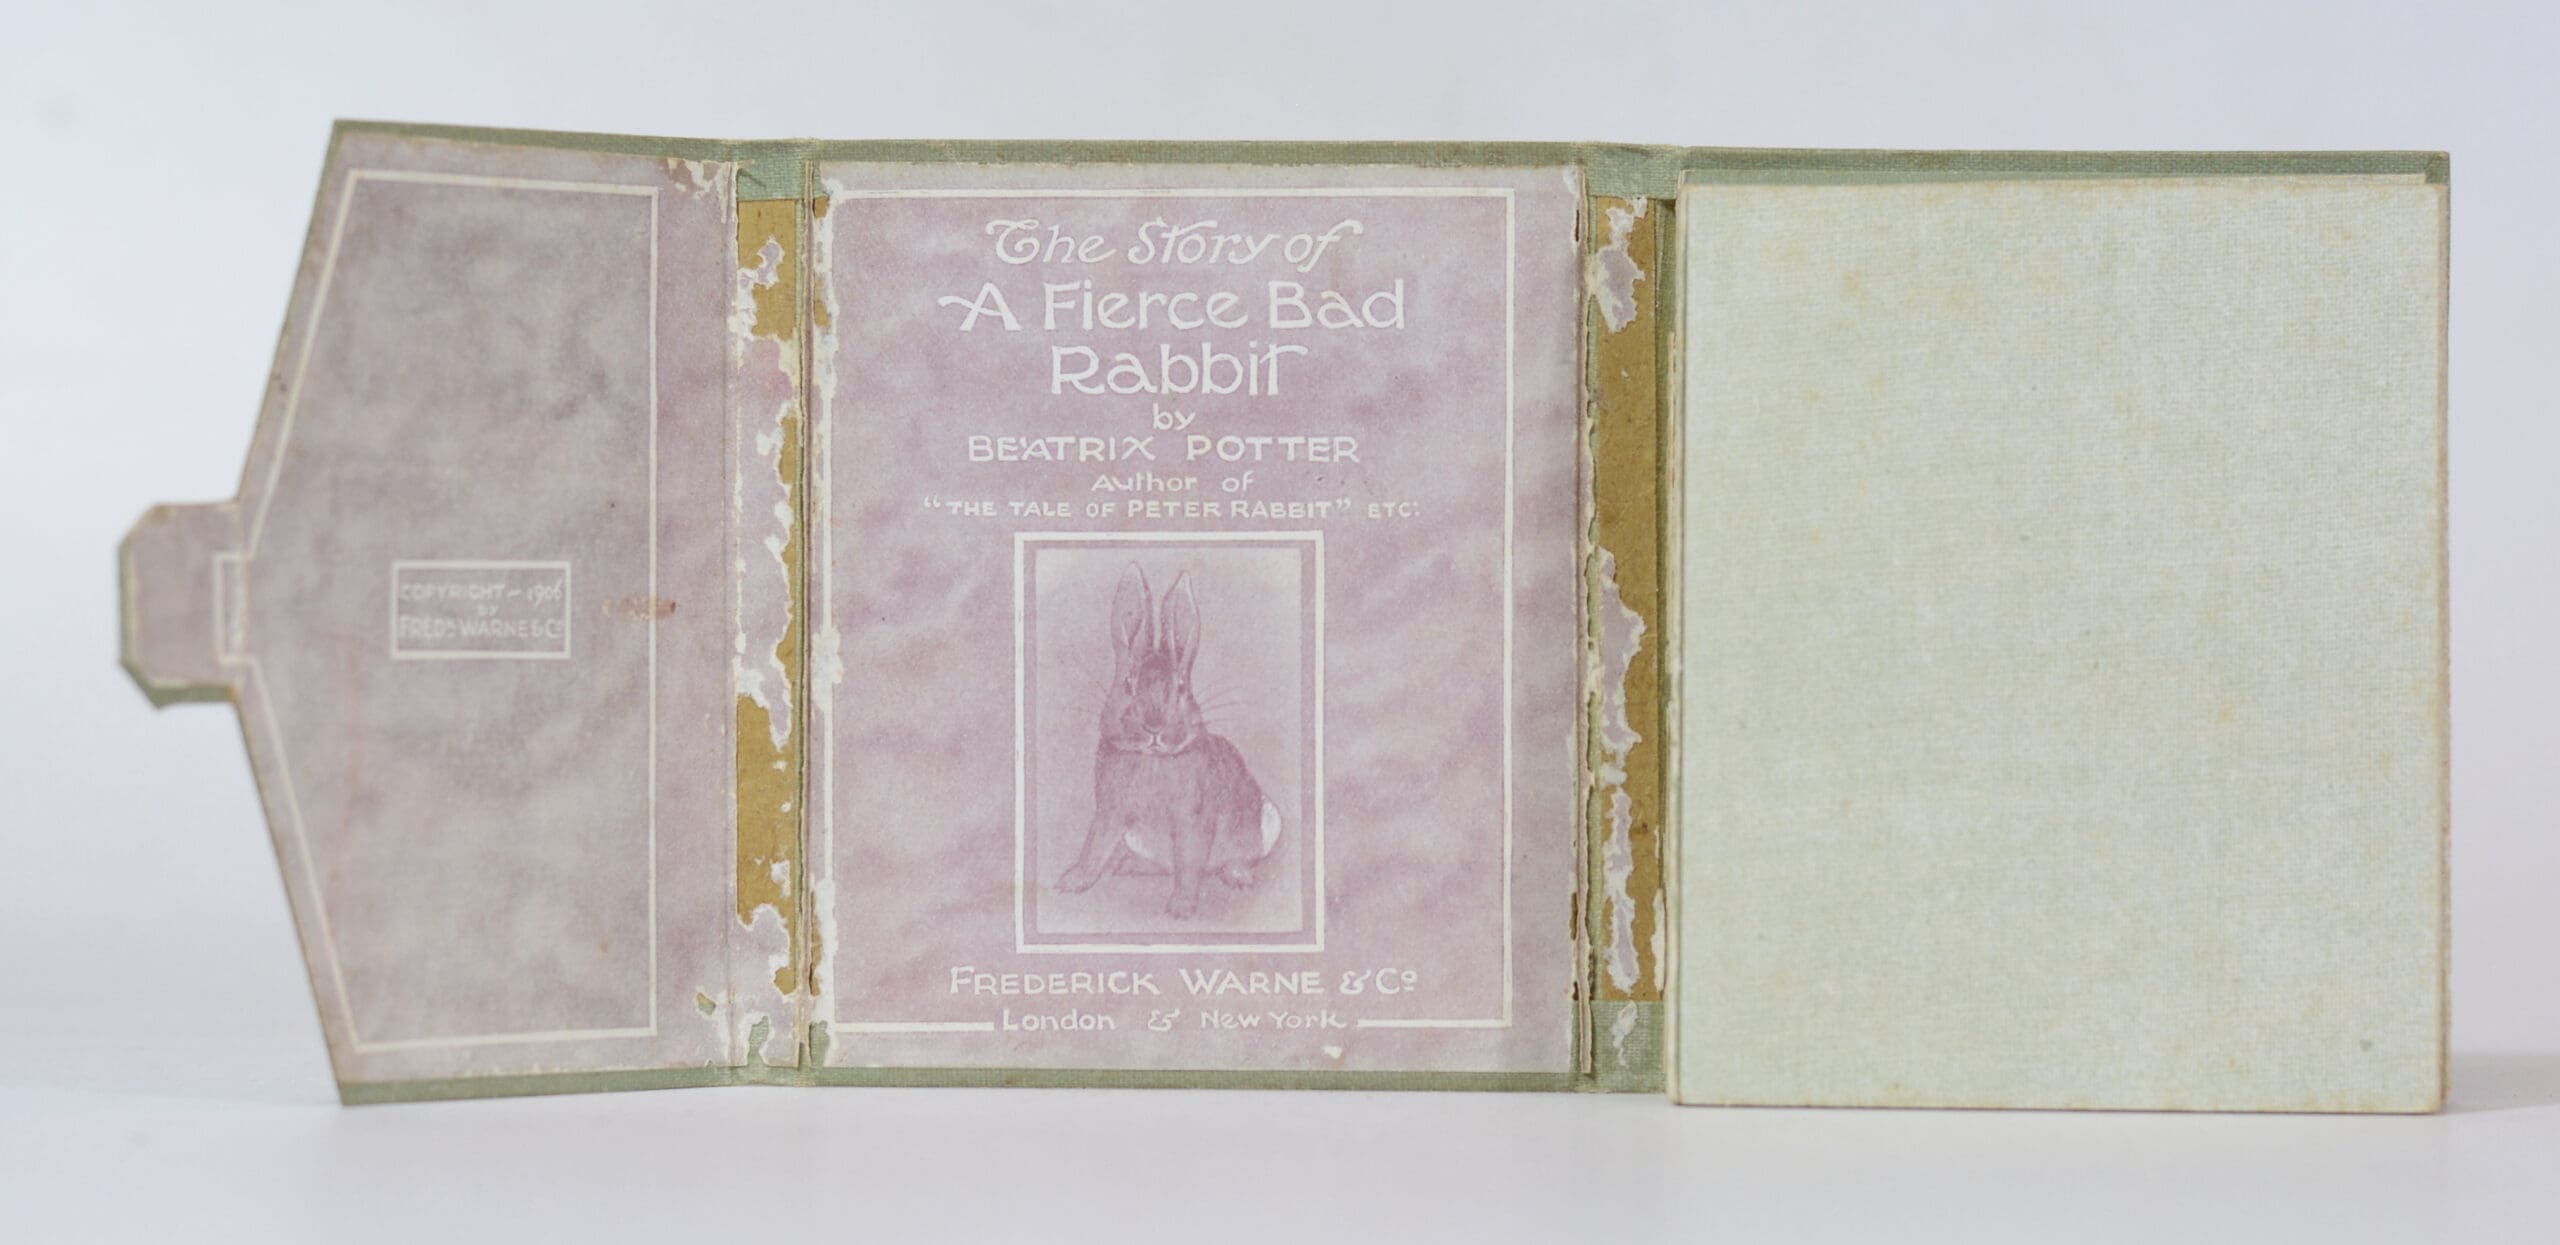 COPYRIGHT - 1906
BY
FREDK WARNE & Co
The Story of
A Fierce Bad
Rabbit
by
BEATRIX POTTER
Author of
"THE TALE OF PETER RABBIT" ETC.
FREDERICK WARNE & Co
London & New York